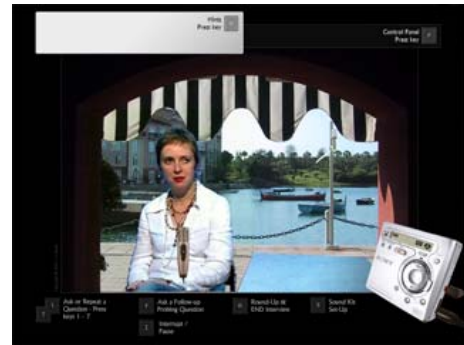 Hints
Press key
Control Panel
Press key
Ask or Repeat a
Question - Press
keys 1 - 7
Ask a Follow-up
Probing Question
Round-Up &
END Interview
Sound Kit
Set-Up
Interrupt /
Pause